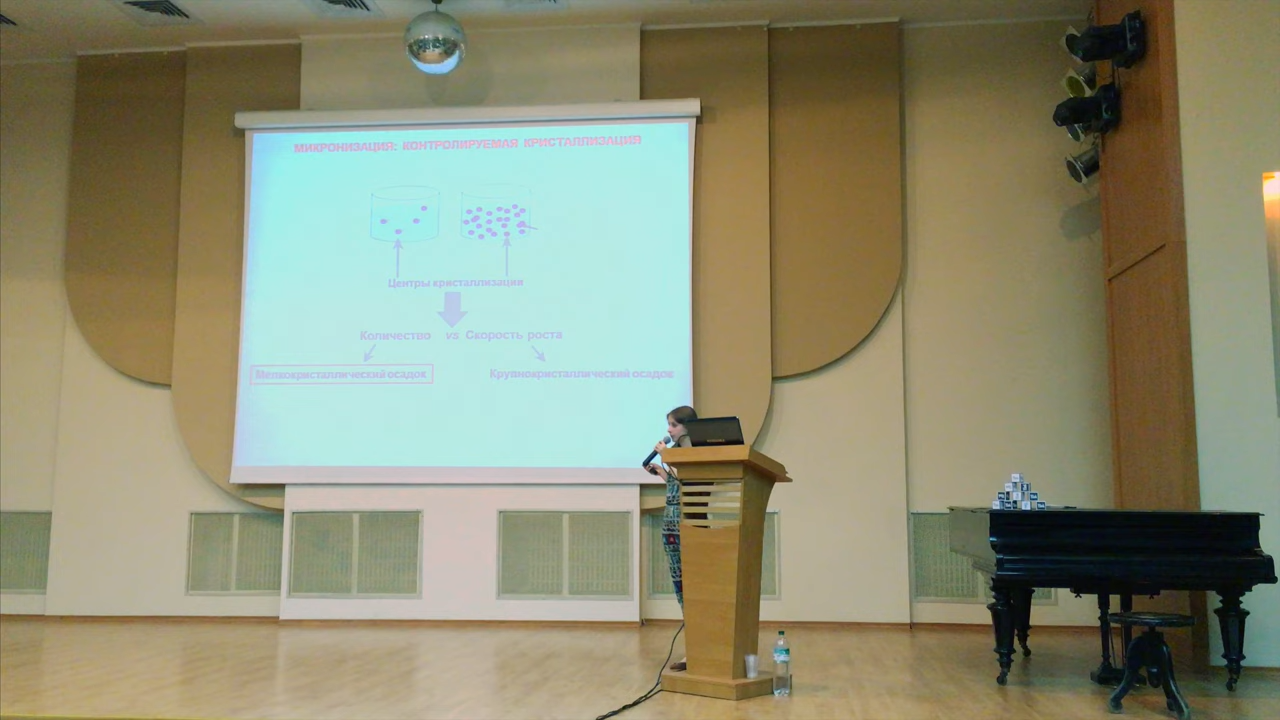 МИКРОНИЗАЦИЯ: КОНТРОЛИРУЕМАЯ КРИСТАЛЛИЗАЦИЯ
Центры кристаллизации
Количество vs Скорость роста
Мелкокристаллический осадок
Крупнокристаллический осадок